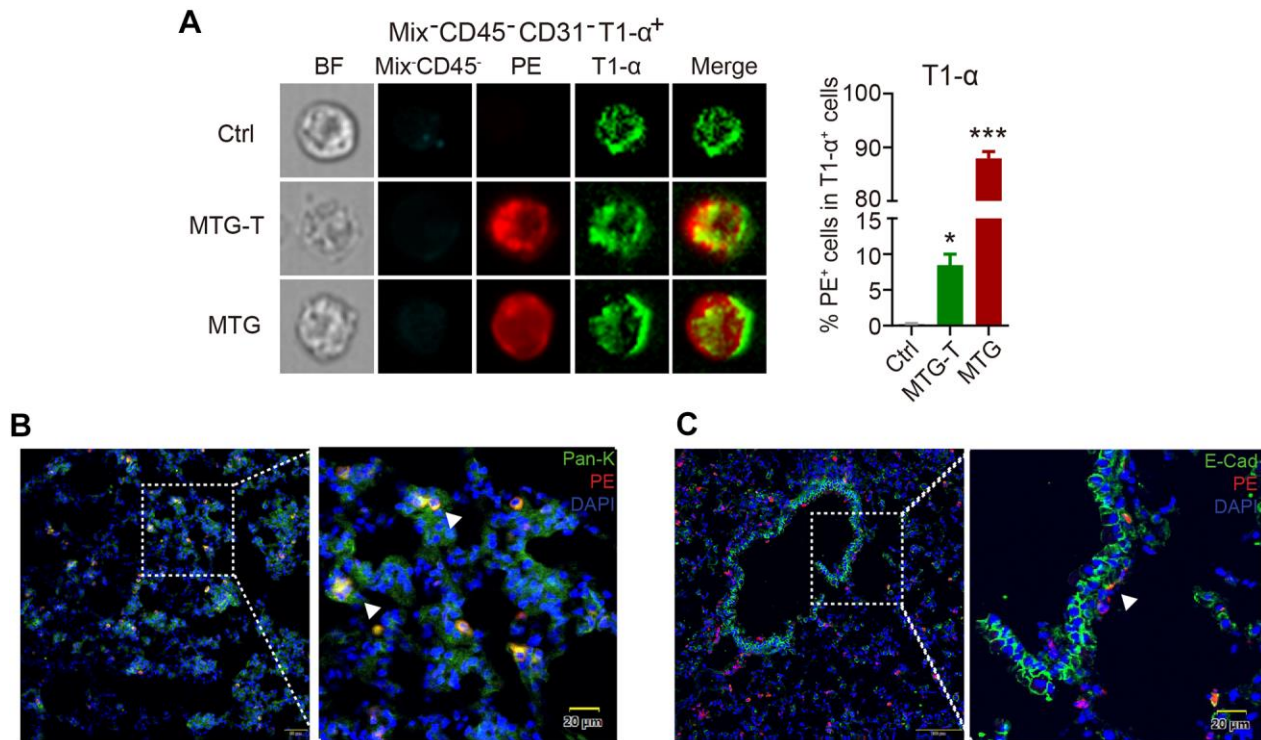 A
Mix⁻CD45⁻CD31⁻T1-α⁺
BF Mix⁻CD45⁻ PE T1-α Merge
Ctrl
MTG-T
MTG
T1-α
% PE⁺ cells in T1-α⁺ cells
100
90
80
15
10
5
0
***
*
Ctrl MTG-T MTG
B
Pan-K
PE
DAPI
20 μm
C
E-Cad
PE
DAPI
20 μm